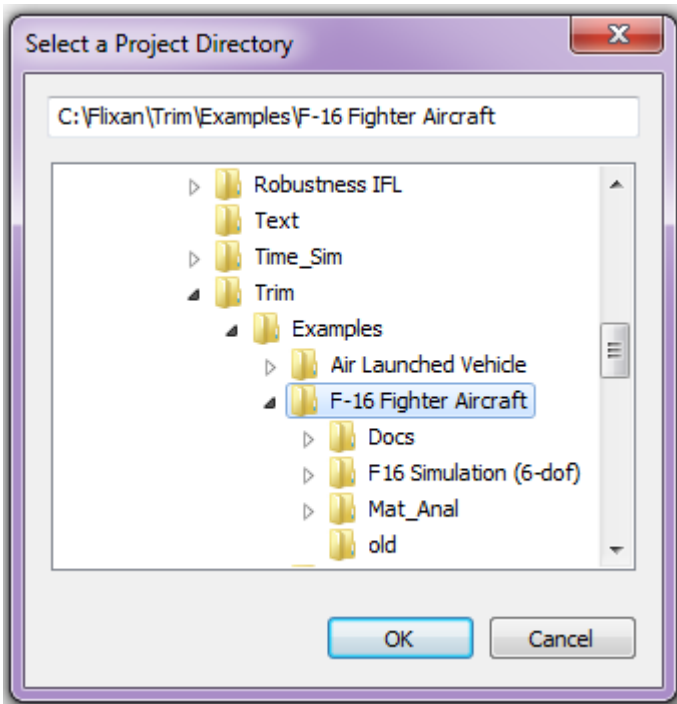 Select a Project Directory
C:\Flixan\Trim\Examples\F-16 Fighter Aircraft
Robustness IFL
Text
Time_Sim
Trim
Examples
Air Launched Vehicle
F-16 Fighter Aircraft
Docs
F16 Simulation (6-dof)
Mat_Anal
old
OK Cancel